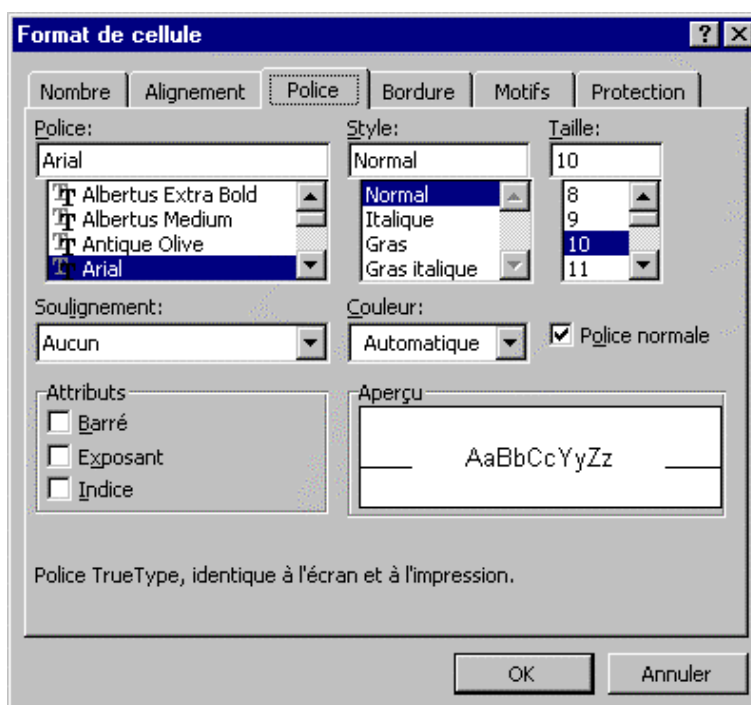 Format de cellule
Nombre Alignement Police Bordure Motifs Protection
Police: Style: Taille:
Arial Normal 10
Albertus Extra Bold Normal 8
Albertus Medium Italique 9
Antique Olive Gras 10
Arial Gras italique 11
Soulignement: Couleur:
Aucun Automatique Police normale
Attributs Aperçu
Barré
Exposant AaBbCcYyZz
Indice
Police TrueType, identique à l'écran et à l'impression.
OK Annuler